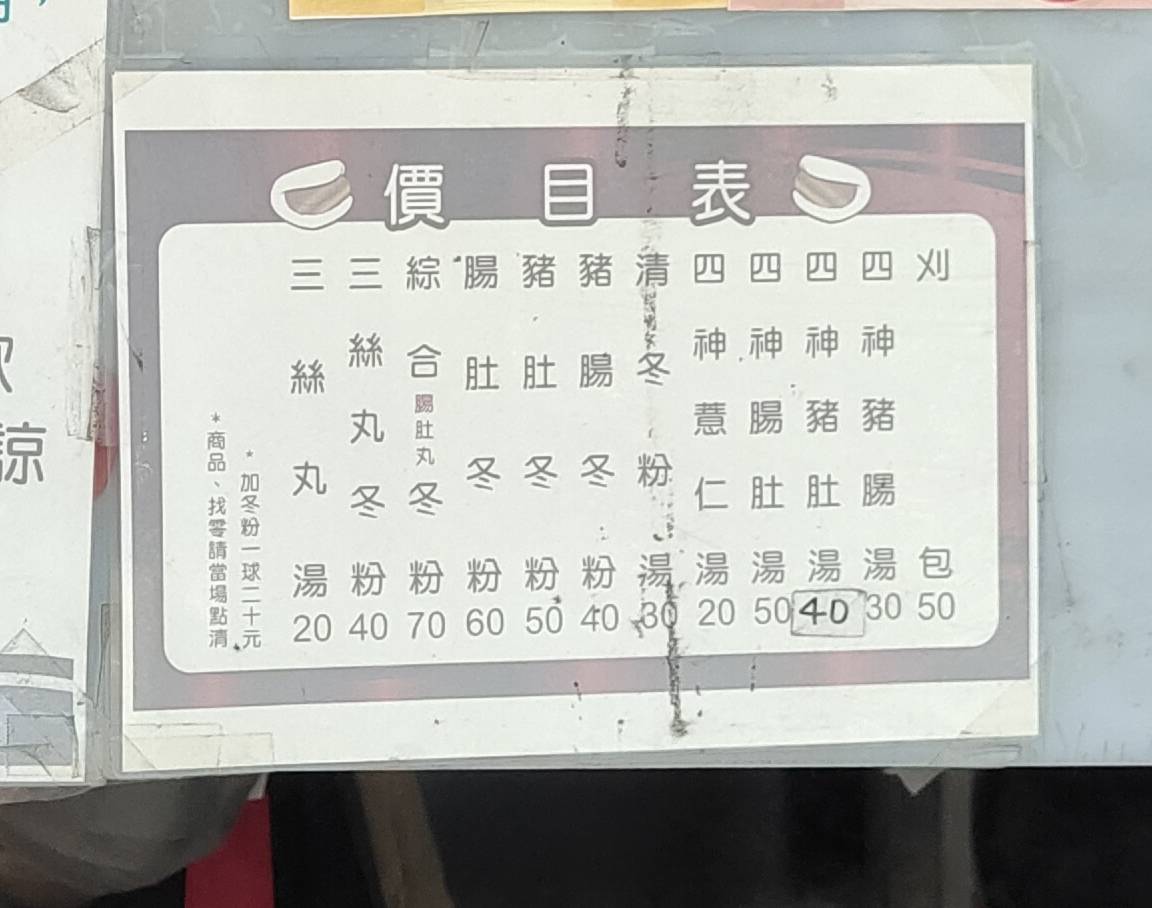 價目表
刈包50
四神豬腸湯30
四神豬肚湯40
四神腸肚湯50
四神薏仁湯20
清冬粉湯30
豬腸冬粉40
豬肚冬粉50
腸肚冬粉60
綜合腸肚丸冬粉70
三絲丸冬粉40
三絲丸湯20
*加冬粉一球二十元
*商品、找零請當場點清
諒